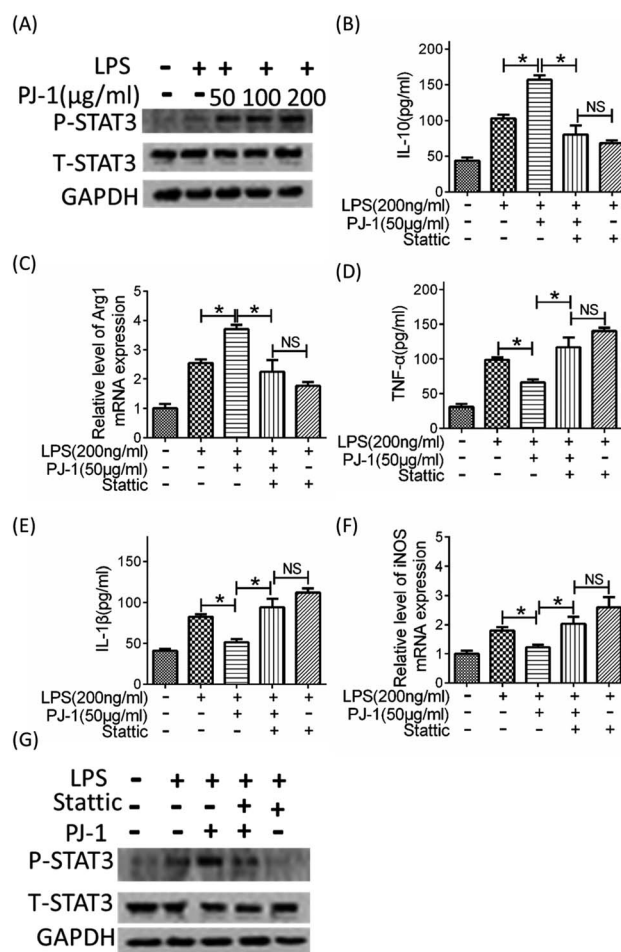 (A)
LPS - + + + +
PJ-1(μg/ml) - - 50 100 200
P-STAT3
T-STAT3
GAPDH
(B)
IL-10(pg/ml)
200
150
100
50
0
* * NS
LPS(200ng/ml) - + + + +
PJ-1(50μg/ml) - - + + -
Stattic - - - + +
(C)
Relative level of Arg1
mRNA expression
6
5
4
3
2
1
0
* * NS
LPS(200ng/ml) - + + + +
PJ-1(50μg/ml) - - + + -
Stattic - - - + +
(D)
TNF-α(pg/ml)
200
150
100
50
0
* * NS
LPS(200ng/ml) - + + + +
PJ-1(50μg/ml) - - + + -
Stattic - - - + +
(E)
IL-1β(pg/ml)
150
100
50
0
* * NS
LPS(200ng/ml) - + + + +
PJ-1(50μg/ml) - - + + -
Stattic - - - + +
(F)
Relative level of iNOS
mRNA expression
4
3
2
1
0
* * NS
LPS(200ng/ml) - + + + +
PJ-1(50μg/ml) - - + + -
Stattic - - - + +
(G)
LPS - + + + +
Stattic - - - + +
PJ-1 - - + + -
P-STAT3
T-STAT3
GAPDH